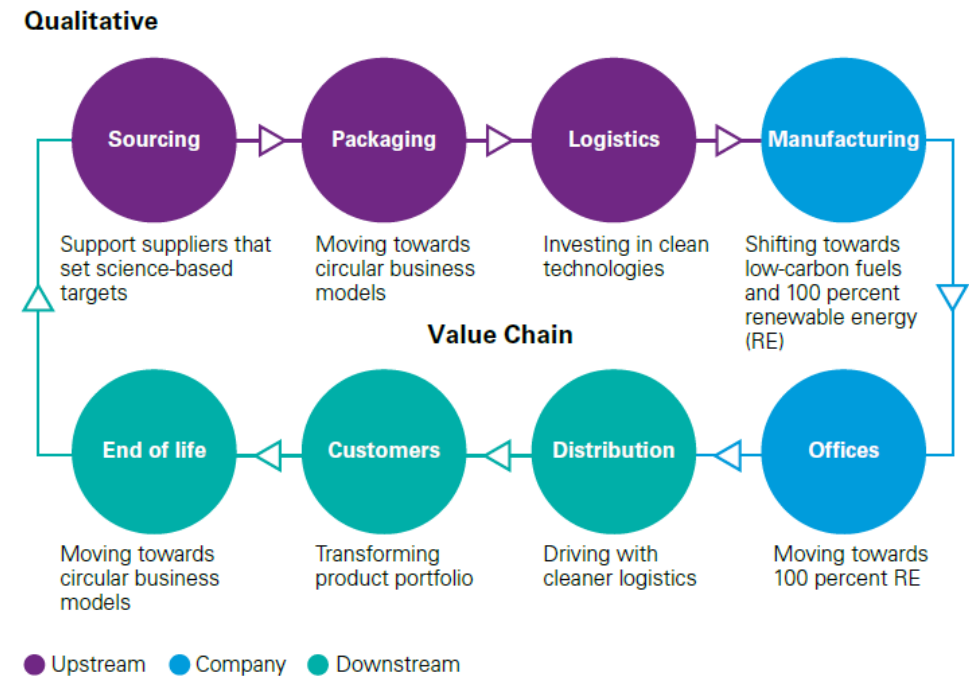 Qualitative
Sourcing
Packaging
Logistics
Manufacturing
Support suppliers that
set science-based
targets
Moving towards
circular business
models
Investing in clean
technologies
Shifting towards
low-carbon fuels
and 100 percent
renewable energy
(RE)
Value Chain
End of life
Customers
Distribution
Offices
Moving towards
circular business
models
Transforming
product portfolio
Driving with
cleaner logistics
Moving towards
100 percent RE
Upstream
Company
Downstream